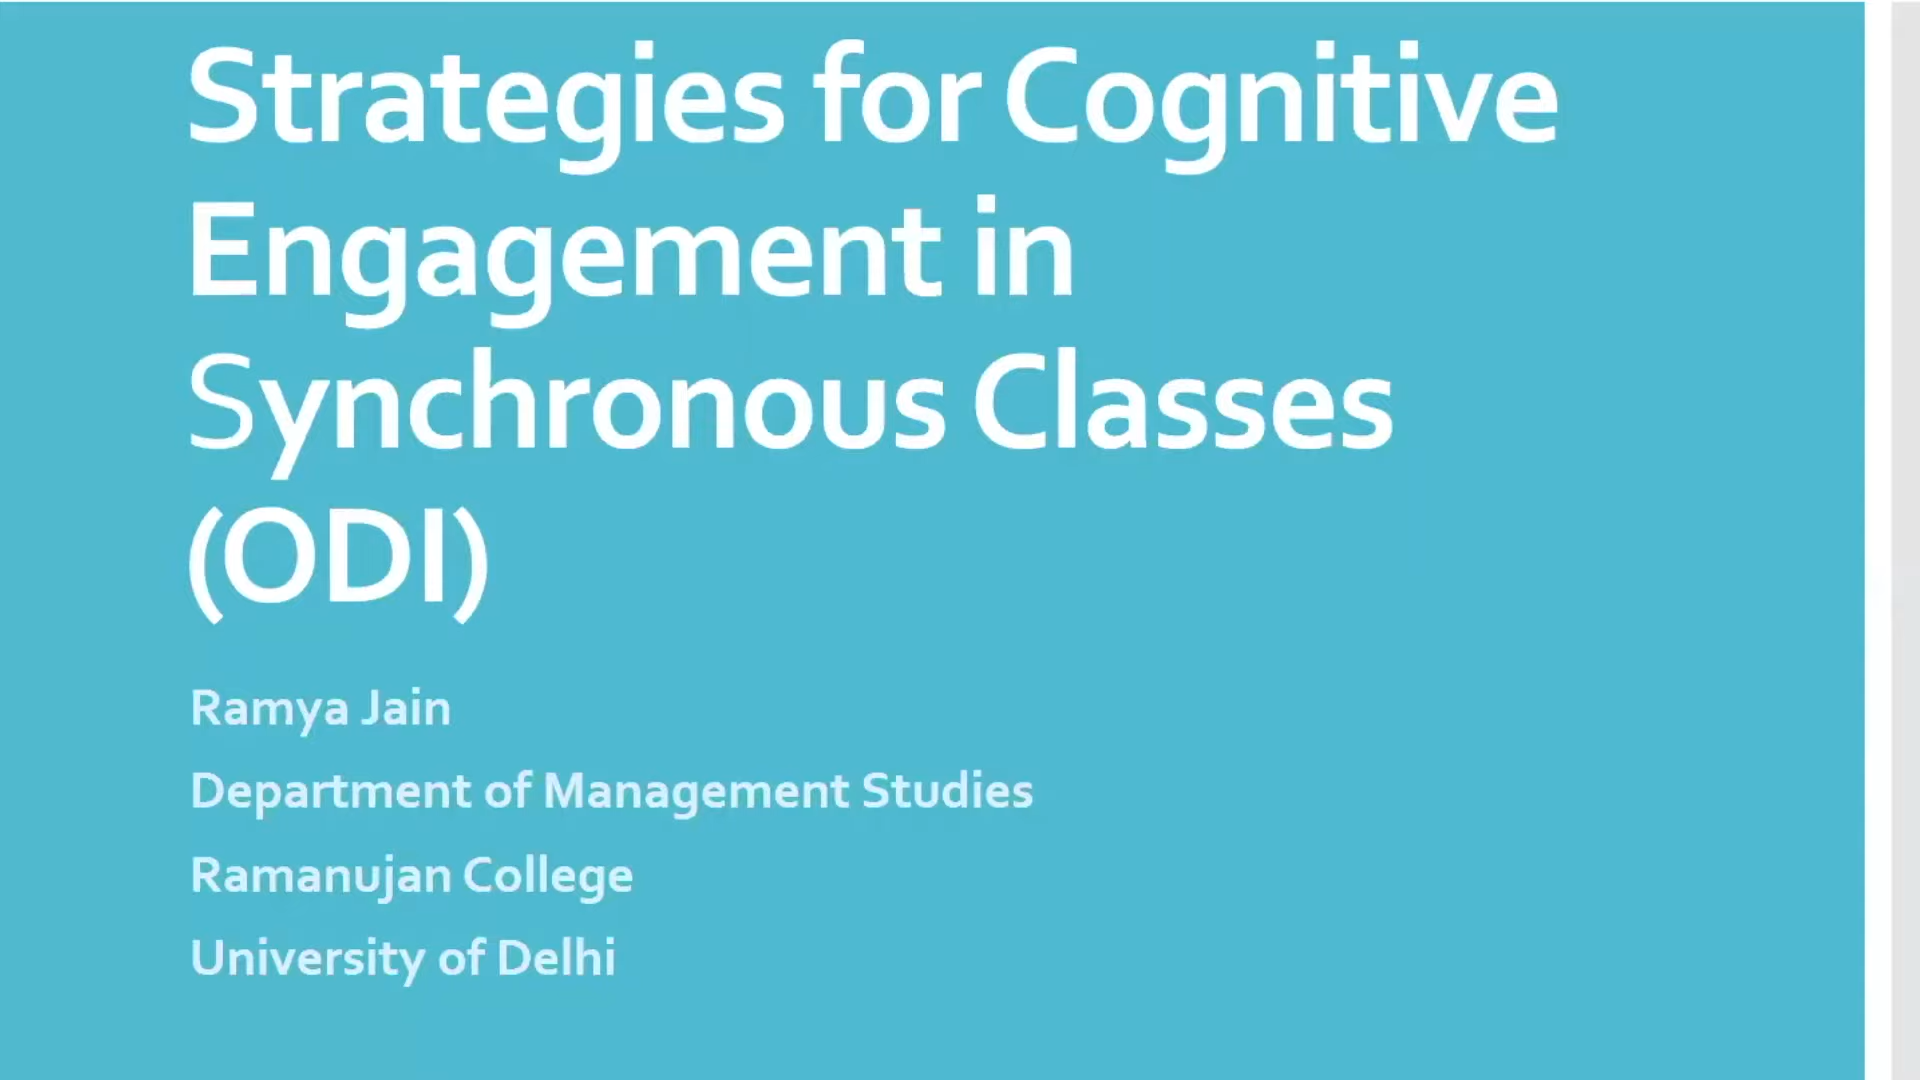 Strategies for Cognitive
Engagement in
Synchronous Classes
(ODI)
Ramya Jain
Department of Management Studies
Ramanujan College
University of Delhi